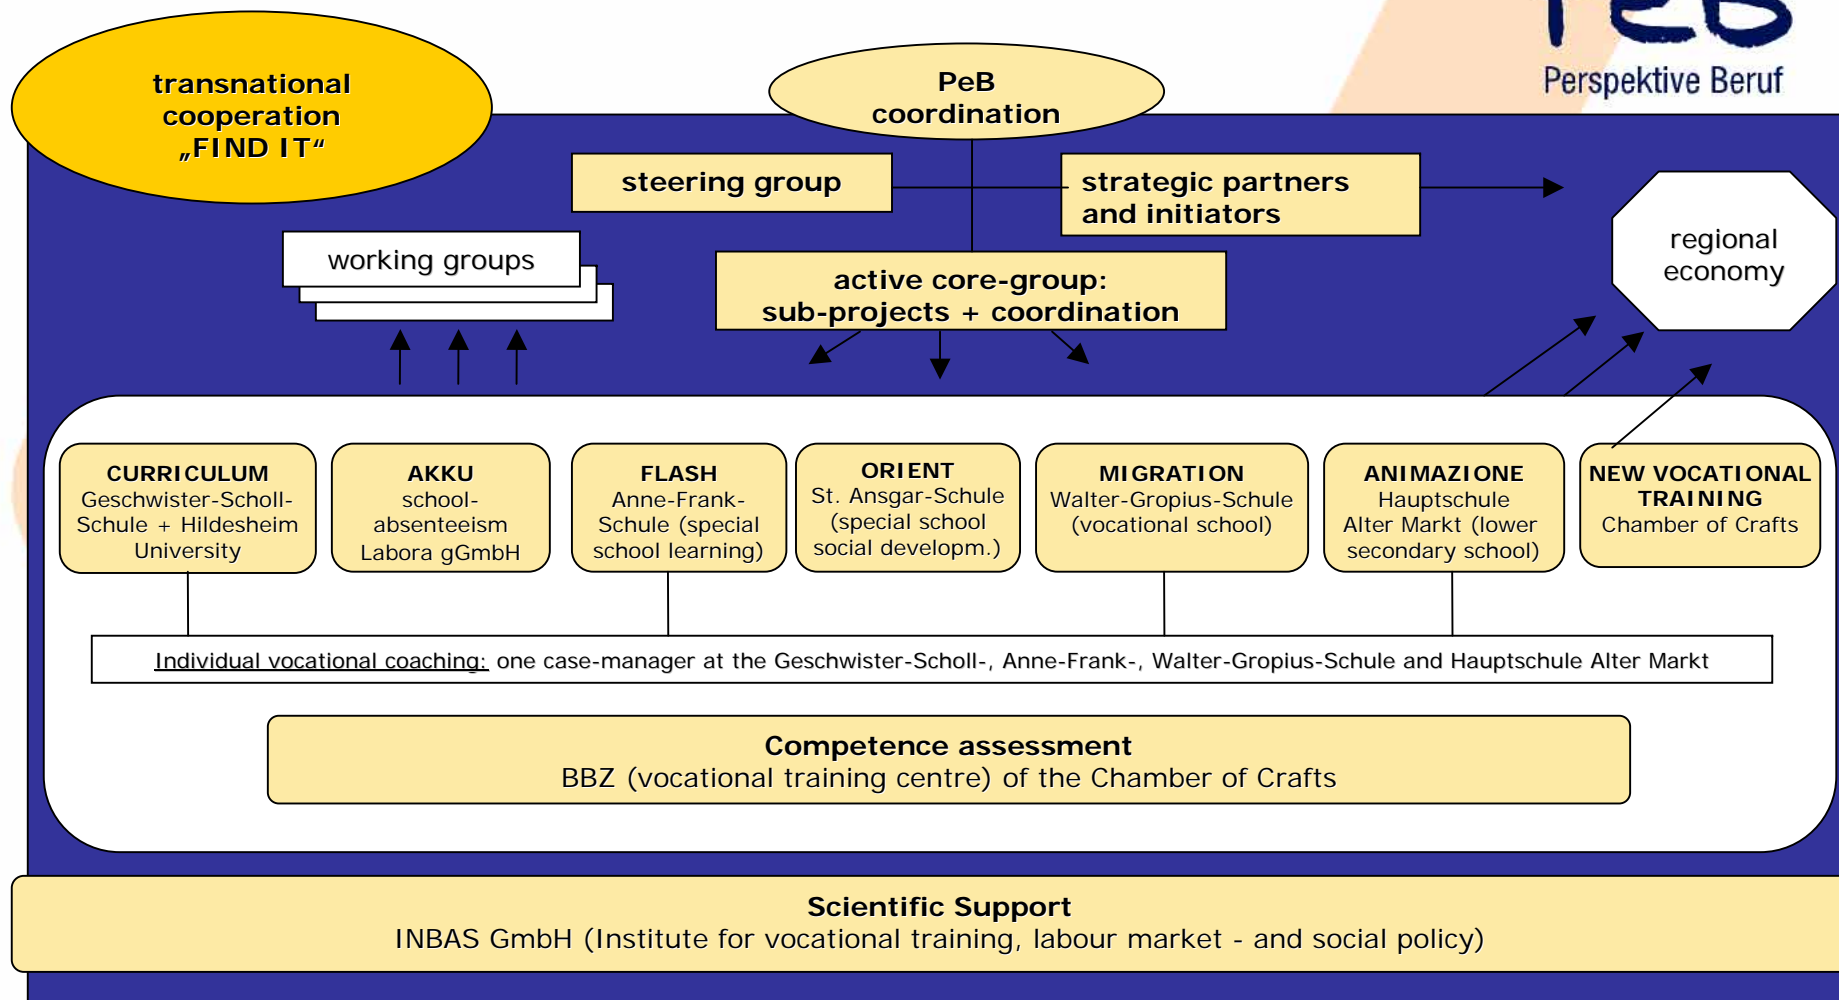 PeB
Perspektive Beruf
transnational
cooperation
„FIND IT“
PeB
coordination
steering group
strategic partners
and initiators
regional
economy
working groups
active core-group:
sub-projects + coordination
CURRICULUM
Geschwister-Scholl-
Schule + Hildesheim
University
AKKU
school-
absenteeism
Labora gGmbH
FLASH
Anne-Frank-
Schule (special
school learning)
ORIENT
St. Ansgar-Schule
(special school
social developm.)
MIGRATION
Walter-Gropius-Schule
(vocational school)
ANIMAZIONE
Hauptschule
Alter Markt (lower
secondary school)
NEW VOCATIONAL
TRAINING
Chamber of Crafts
Individual vocational coaching: one case-manager at the Geschwister-Scholl-, Anne-Frank-, Walter-Gropius-Schule and Hauptschule Alter Markt
Competence assessment
BBZ (vocational training centre) of the Chamber of Crafts
Scientific Support
INBAS GmbH (Institute for vocational training, labour market - and social policy)